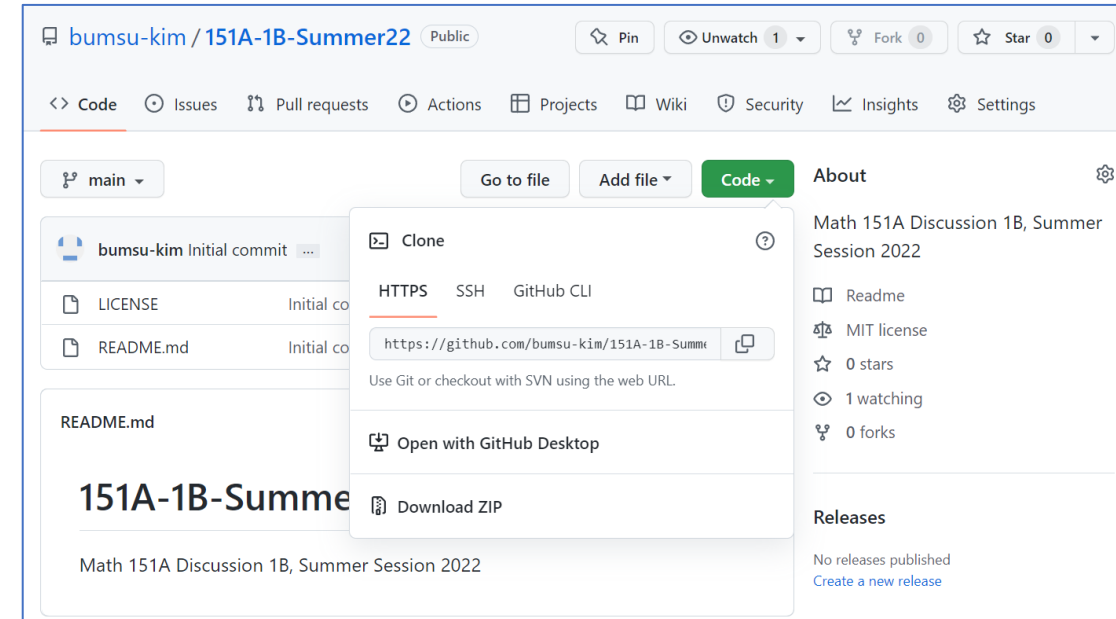 bumsu-kim / 151A-1B-Summer22 Public Pin Unwatch 1 Fork 0 Star 0
<> Code Issues Pull requests Actions Projects Wiki Security Insights Settings
main Go to file Add file Code
bumsu-kim Initial commit ...
LICENSE Initial co
README.md Initial co
Clone
HTTPS SSH GitHub CLI
https://github.com/bumsu-kim/151A-1B-Summe
Use Git or checkout with SVN using the web URL.
Open with GitHub Desktop
Download ZIP
README.md
151A-1B-Summe
Math 151A Discussion 1B, Summer Session 2022
About
Math 151A Discussion 1B, Summer
Session 2022
Readme
MIT license
0 stars
1 watching
0 forks
Releases
No releases published
Create a new release